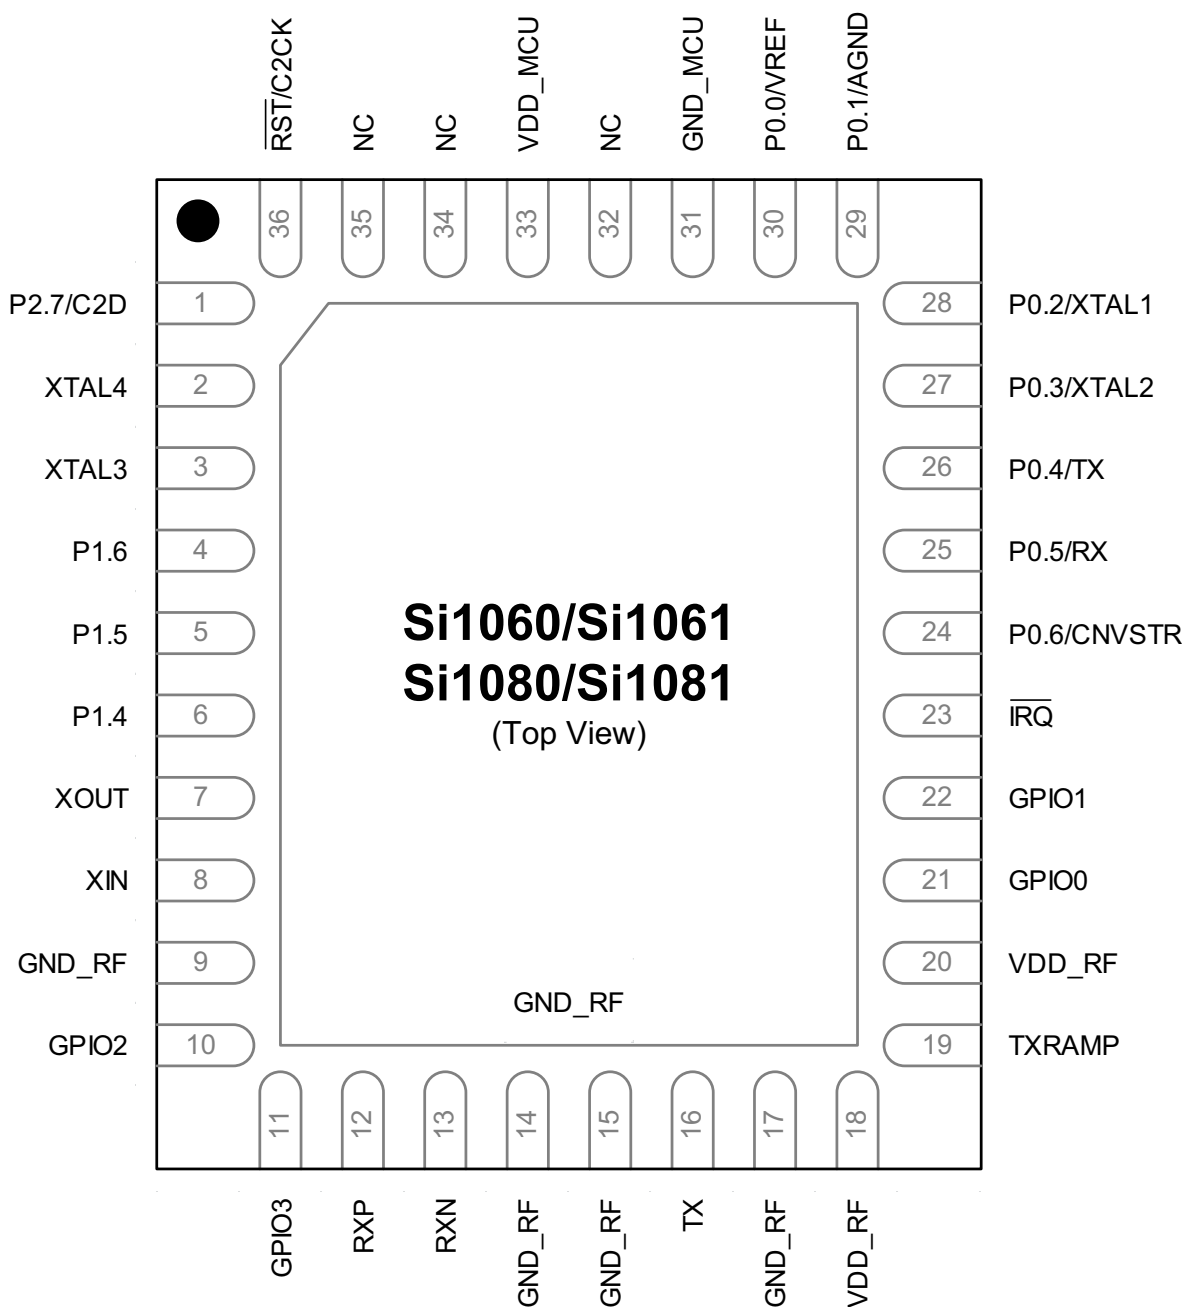 R̅S̅T̅/C2CK
NC
NC
VDD_MCU
NC
GND_MCU
P0.0/VREF
P0.1/AGND
36
35
34
33
32
31
30
29
P2.7/C2D
1
28
P0.2/XTAL1
XTAL4
2
27
P0.3/XTAL2
XTAL3
3
26
P0.4/TX
P1.6
4
25
P0.5/RX
P1.5
5
24
P0.6/CNVSTR
P1.4
6
23
I̅R̅Q̅
XOUT
7
22
GPIO1
XIN
8
21
GPIO0
GND_RF
9
20
VDD_RF
GPIO2
10
19
TXRAMP
Si1060/Si1061
Si1080/Si1081
(Top View)
GND_RF
11
12
13
14
15
16
17
18
GPIO3
RXP
RXN
GND_RF
GND_RF
TX
GND_RF
VDD_RF